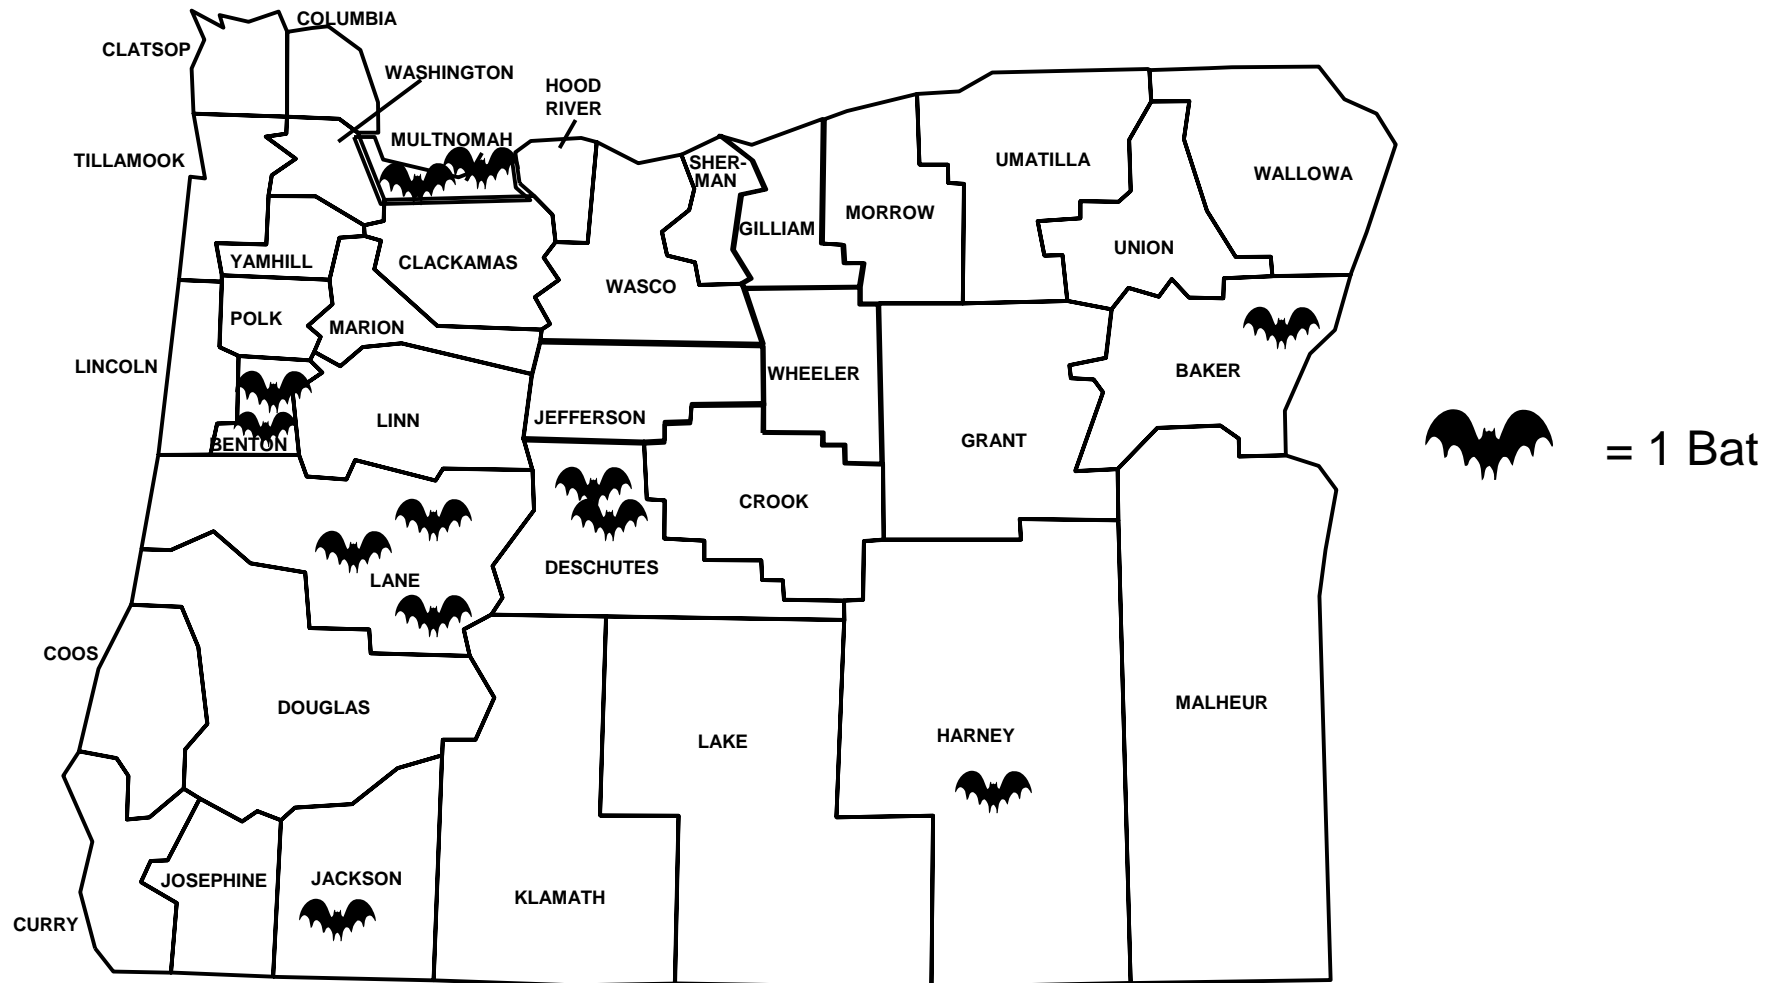 COLUMBIA
CLATSOP
WASHINGTON
HOOD
RIVER
MULTNOMAH
TILLAMOOK
SHER-
MAN
UMATILLA
WALLOWA
MORROW
GILLIAM
UNION
YAMHILL
CLACKAMAS
WASCO
POLK
MARION
LINCOLN
WHEELER
BAKER
LINN
JEFFERSON
BENTON
GRANT
= 1 Bat
CROOK
DESCHUTES
LANE
COOS
DOUGLAS
MALHEUR
LAKE
HARNEY
JOSEPHINE
JACKSON
KLAMATH
CURRY